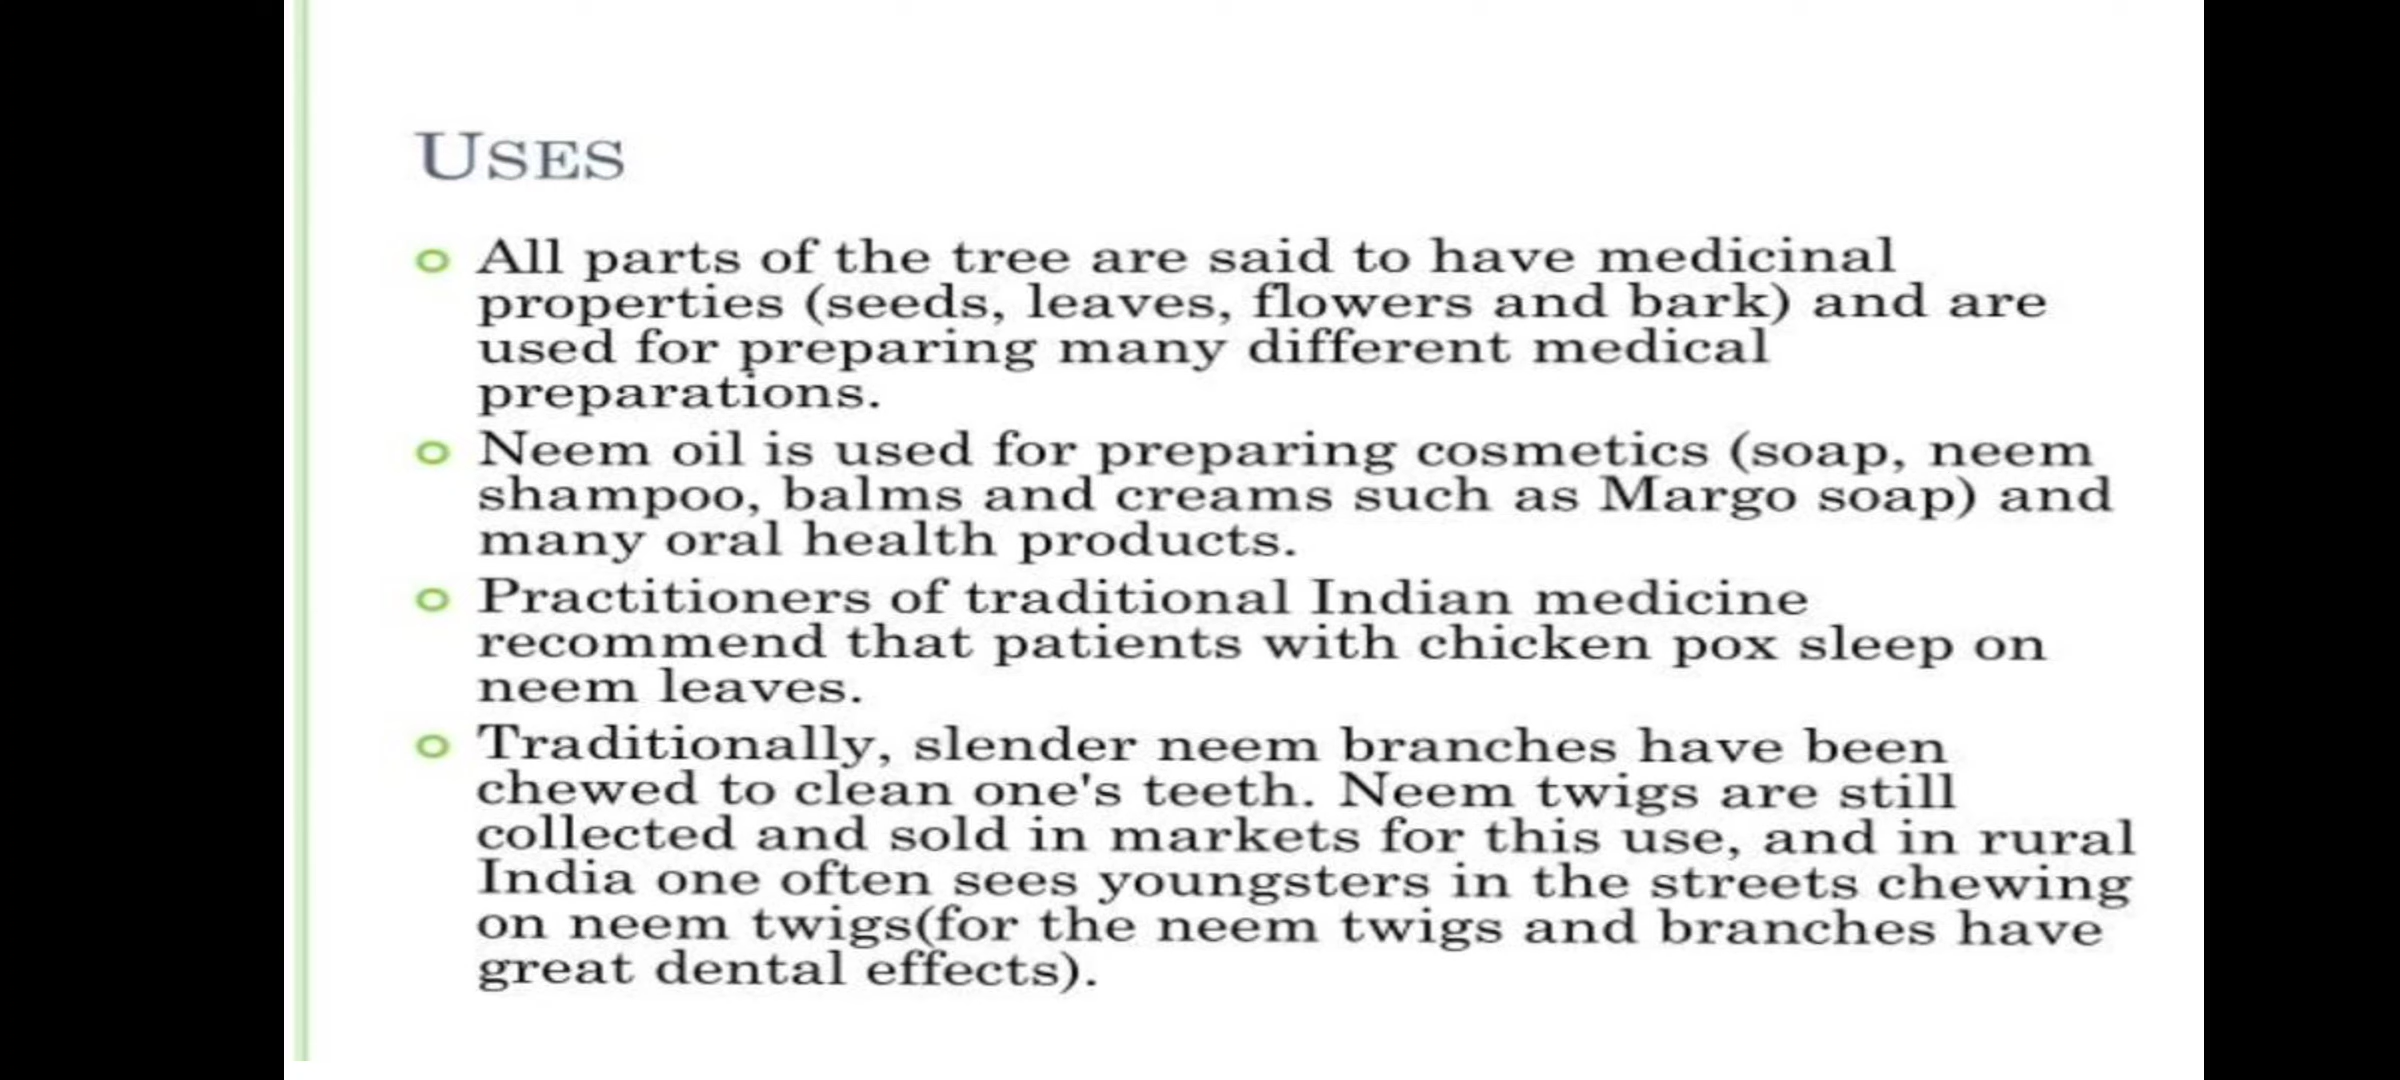 USES
All parts of the tree are said to have medicinal
properties (seeds, leaves, flowers and bark) and are
used for preparing many different medical
preparations.
Neem oil is used for preparing cosmetics (soap, neem
shampoo, balms and creams such as Margo soap) and
many oral health products.
Practitioners of traditional Indian medicine
recommend that patients with chicken pox sleep on
neem leaves.
Traditionally, slender neem branches have been
chewed to clean one's teeth. Neem twigs are still
collected and sold in markets for this use, and in rural
India one often sees youngsters in the streets chewing
on neem twigs(for the neem twigs and branches have
great dental effects).